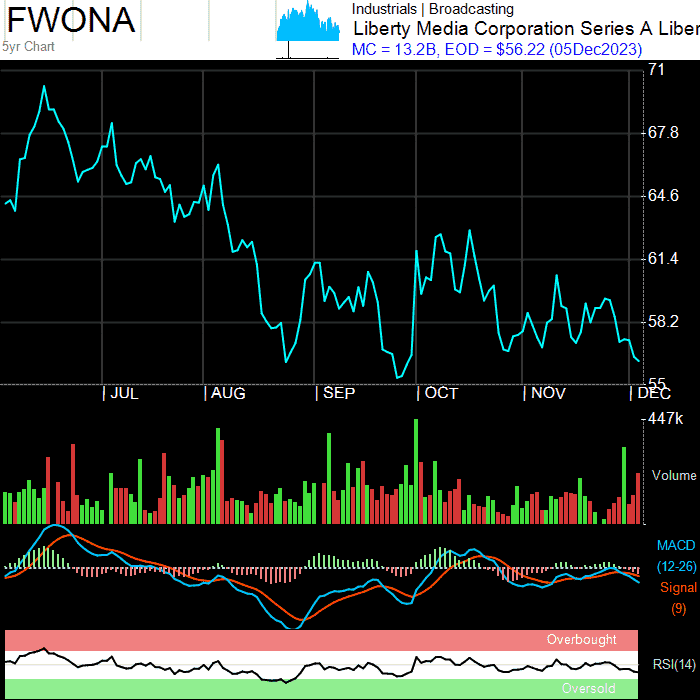 FWONA
5yr Chart
Industrials | Broadcasting
Liberty Media Corporation Series A Liber
MC = 13.2B, EOD = $56.22 (05Dec2023)
71
67.8
64.6
61.4
58.2
55
JUL
AUG
SEP
OCT
NOV
DEC
447k
Volume
MACD
(12-26)
Signal
(9)
Overbought
RSI(14)
Oversold